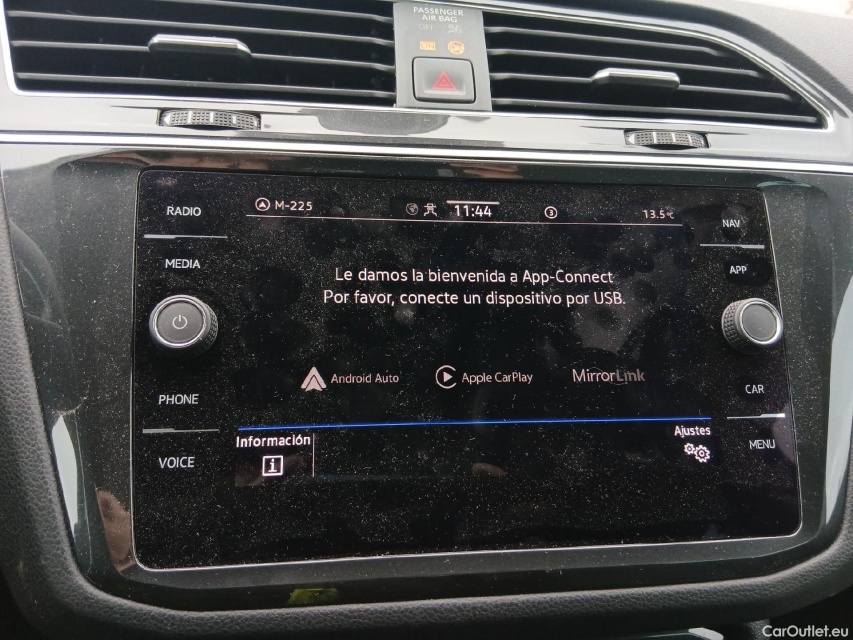 PASSENGER
AIR BAG
OFF
ON
RADIO
M-225
11:44
3
13.5°C
NAV
MEDIA
APP
Le damos la bienvenida a App-Connect
Por favor, conecte un dispositivo por USB.
Android Auto
Apple CarPlay
MirrorLink
PHONE
CAR
Información
Ajustes
VOICE
MENU
CarOutlet.eu